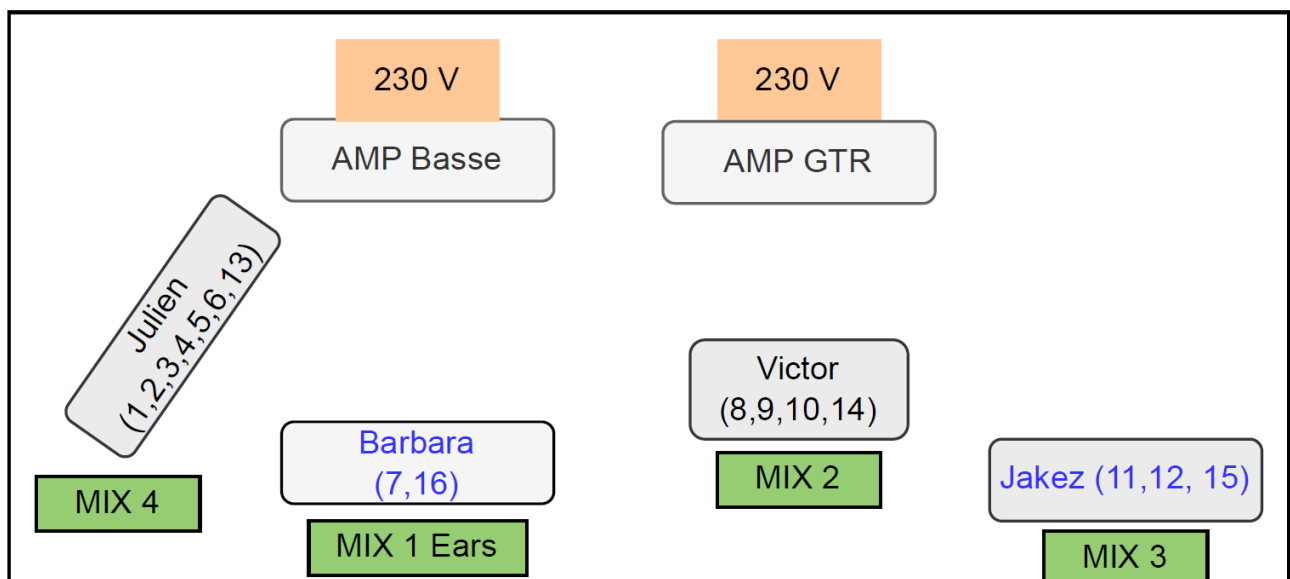 230 V
230 V
AMP Basse
AMP GTR
Julien
(1,2,3,4,5,6,13)
Victor
(8,9,10,14)
Barbara
(7,16)
MIX 2
Jakez (11,12, 15)
MIX 4
MIX 1 Ears
MIX 3